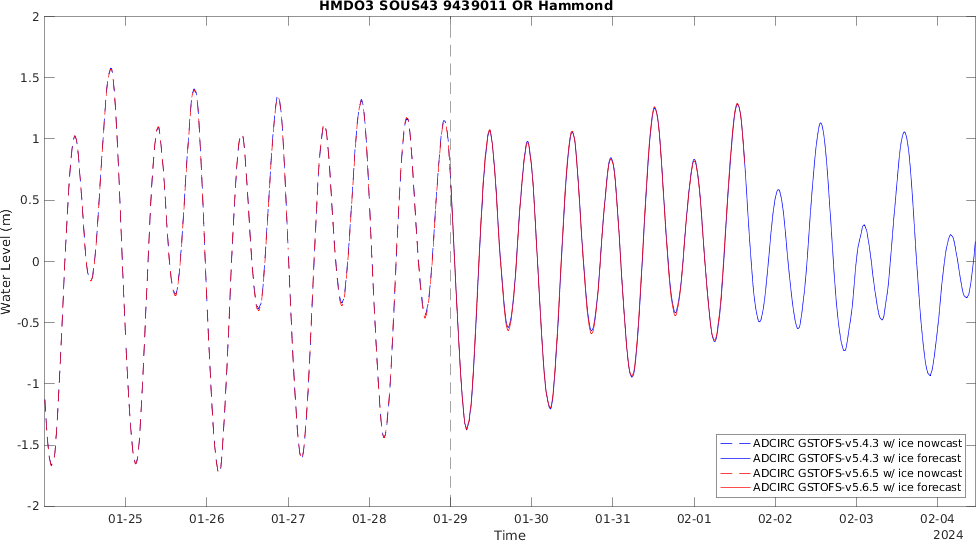 HMDO3 SOUS43 9439011 OR Hammond
2
1.5
1
0.5
0
-0.5
-1
-1.5
-2
Water Level (m)
01-25 01-26 01-27 01-28 01-29 01-30 01-31 02-01 02-02 02-03 02-04
Time
2024
ADCIRC GSTOFS-v5.4.3 w/ ice nowcast
ADCIRC GSTOFS-v5.4.3 w/ ice forecast
ADCIRC GSTOFS-v5.6.5 w/ ice nowcast
ADCIRC GSTOFS-v5.6.5 w/ ice forecast